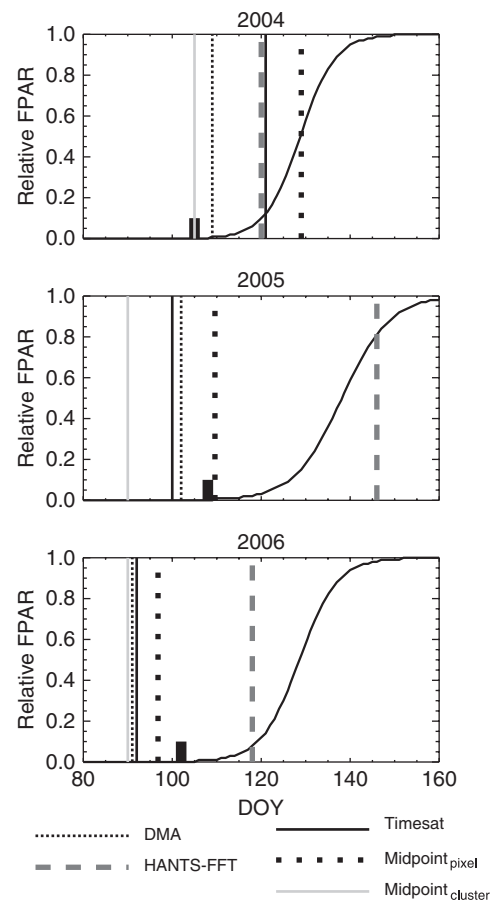 2004
Relative FPAR
1.0
0.8
0.6
0.4
0.2
0.0
2005
Relative FPAR
1.0
0.8
0.6
0.4
0.2
0.0
2006
Relative FPAR
1.0
0.8
0.6
0.4
0.2
0.0
80 100 120 140 160
DOY
DMA
HANTS-FFT
Timesat
Midpoint pixel
Midpoint cluster